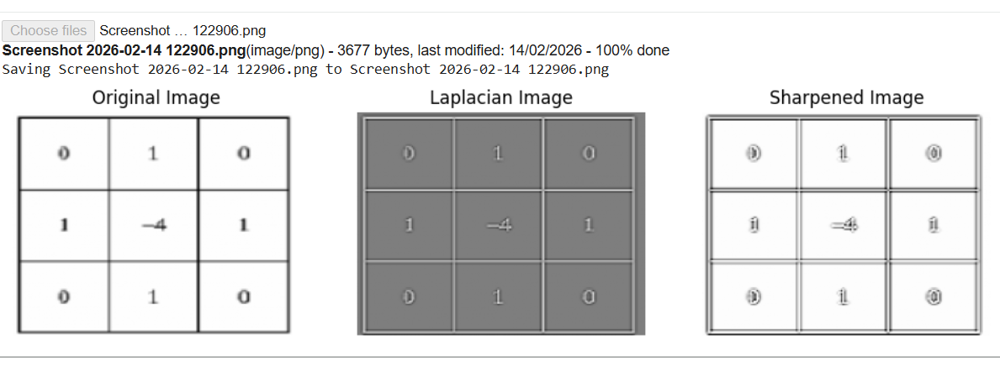 Choose files Screenshot … 122906.png
Screenshot 2026-02-14 122906.png(image/png) - 3677 bytes, last modified: 14/02/2026 - 100% done
Saving Screenshot 2026-02-14 122906.png to Screenshot 2026-02-14 122906.png
Original Image Laplacian Image Sharpened Image
0 1 0 0 1 0 0 1 0
1 −4 1 1 −4 1 1 −4 1
0 1 0 0 1 0 0 1 0